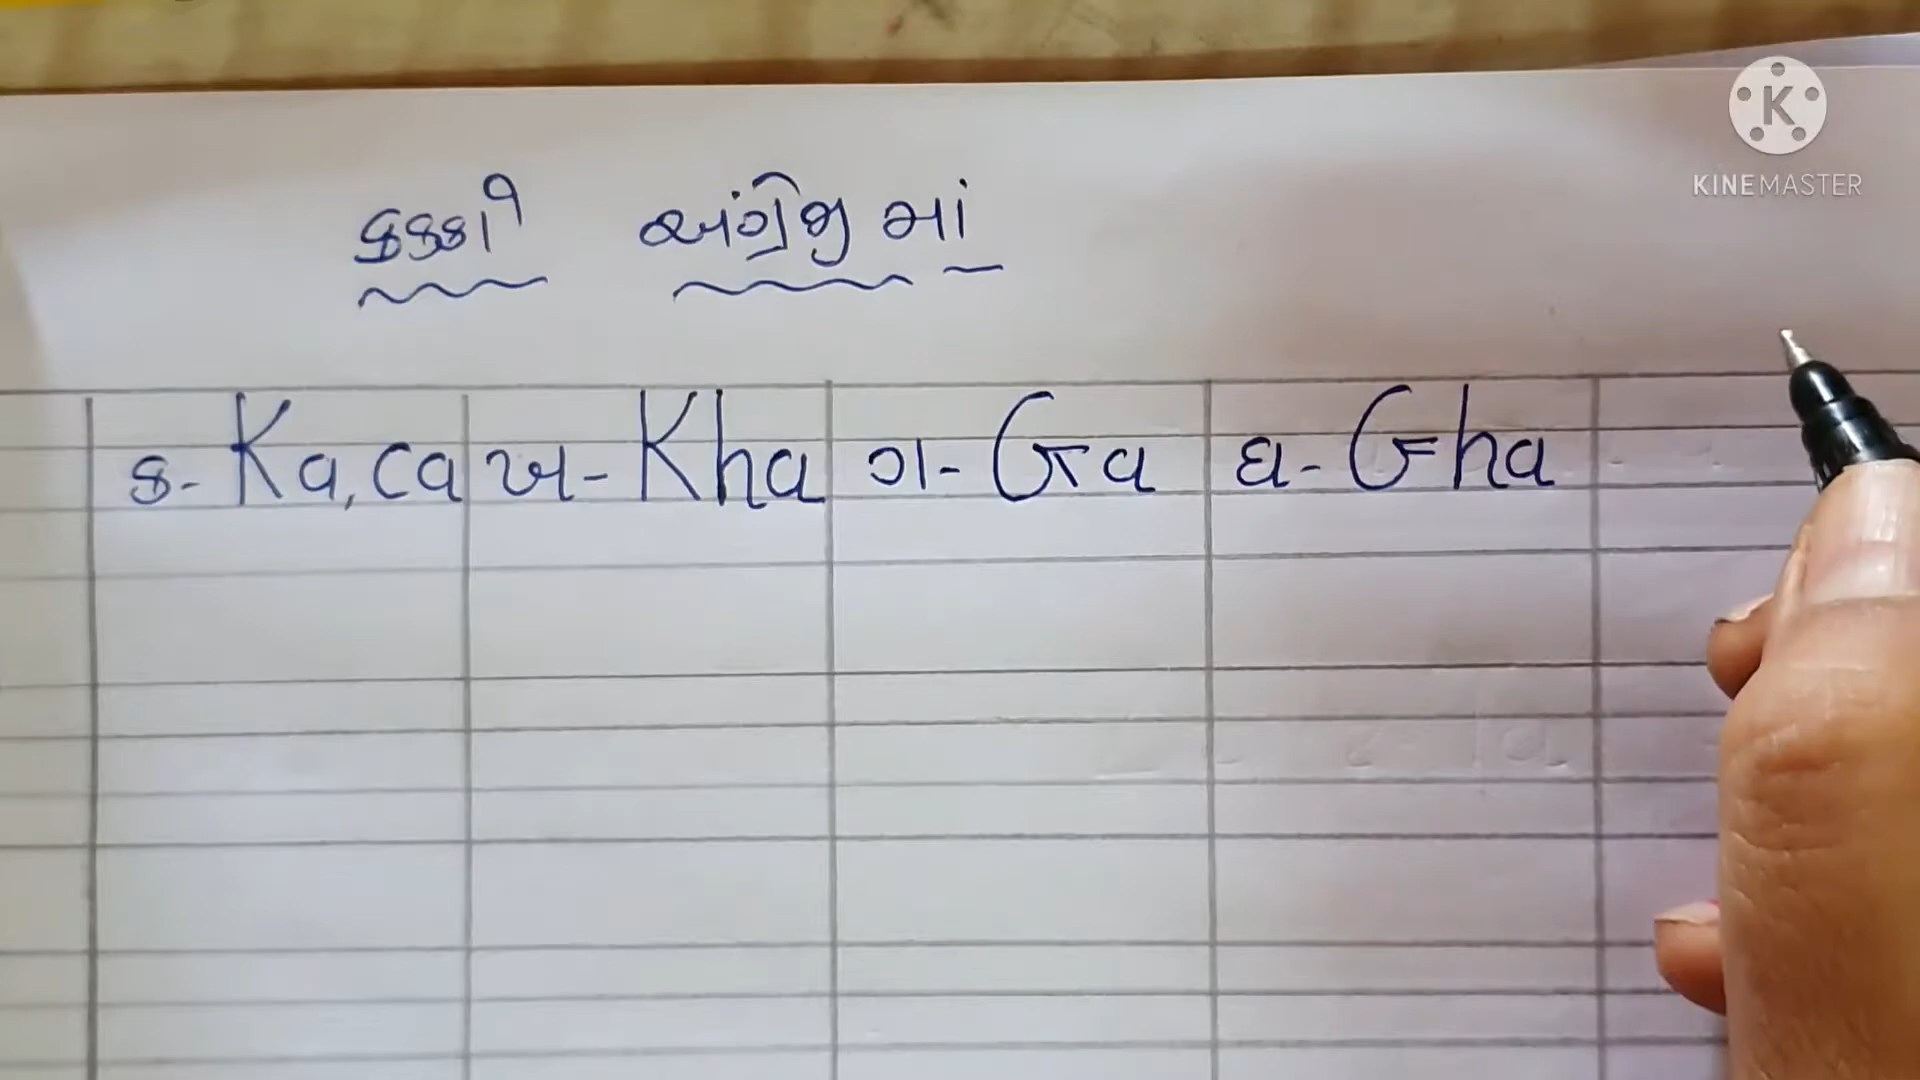 કક્કો અંગ્રેજી માં
K
KINEMASTER
ક- Ka, ca ખ- Kha ગ- Ga ઘ- Gha